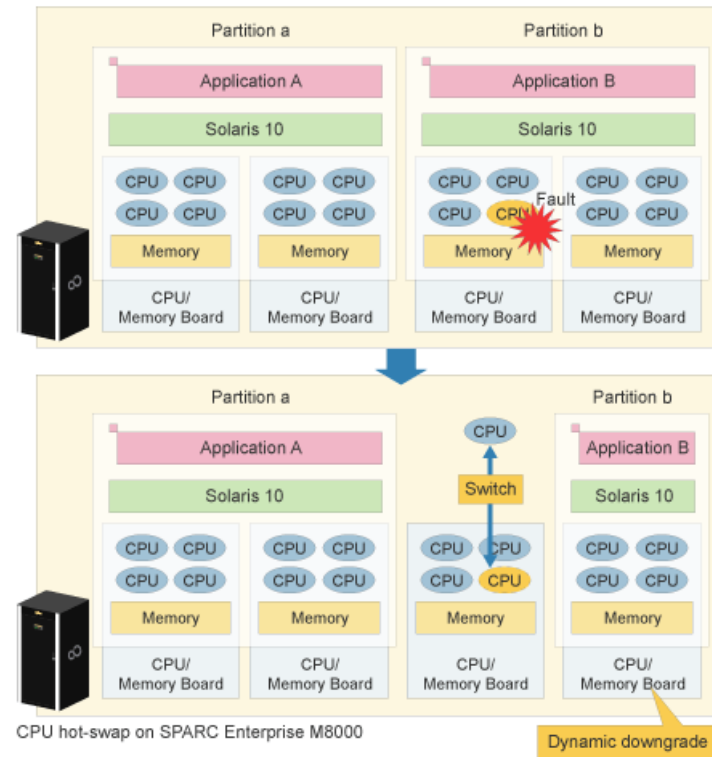 Partition a
Partition b
Application A
Application B
Solaris 10
Solaris 10
CPU CPU CPU CPU CPU CPU CPU CPU
Fault
CPU CPU CPU CPU CPU CPU CPU CPU
Memory Memory Memory Memory
CPU/ CPU/ CPU/ CPU/
Memory Board Memory Board Memory Board Memory Board
Partition a
Partition b
CPU
Application A
Application B
Switch
Solaris 10
Solaris 10
CPU CPU CPU CPU CPU CPU CPU CPU
CPU CPU CPU CPU CPU CPU CPU CPU
Memory Memory Memory Memory
CPU/ CPU/ CPU/ CPU/
Memory Board Memory Board Memory Board Memory Board
CPU hot-swap on SPARC Enterprise M8000
Dynamic downgrade